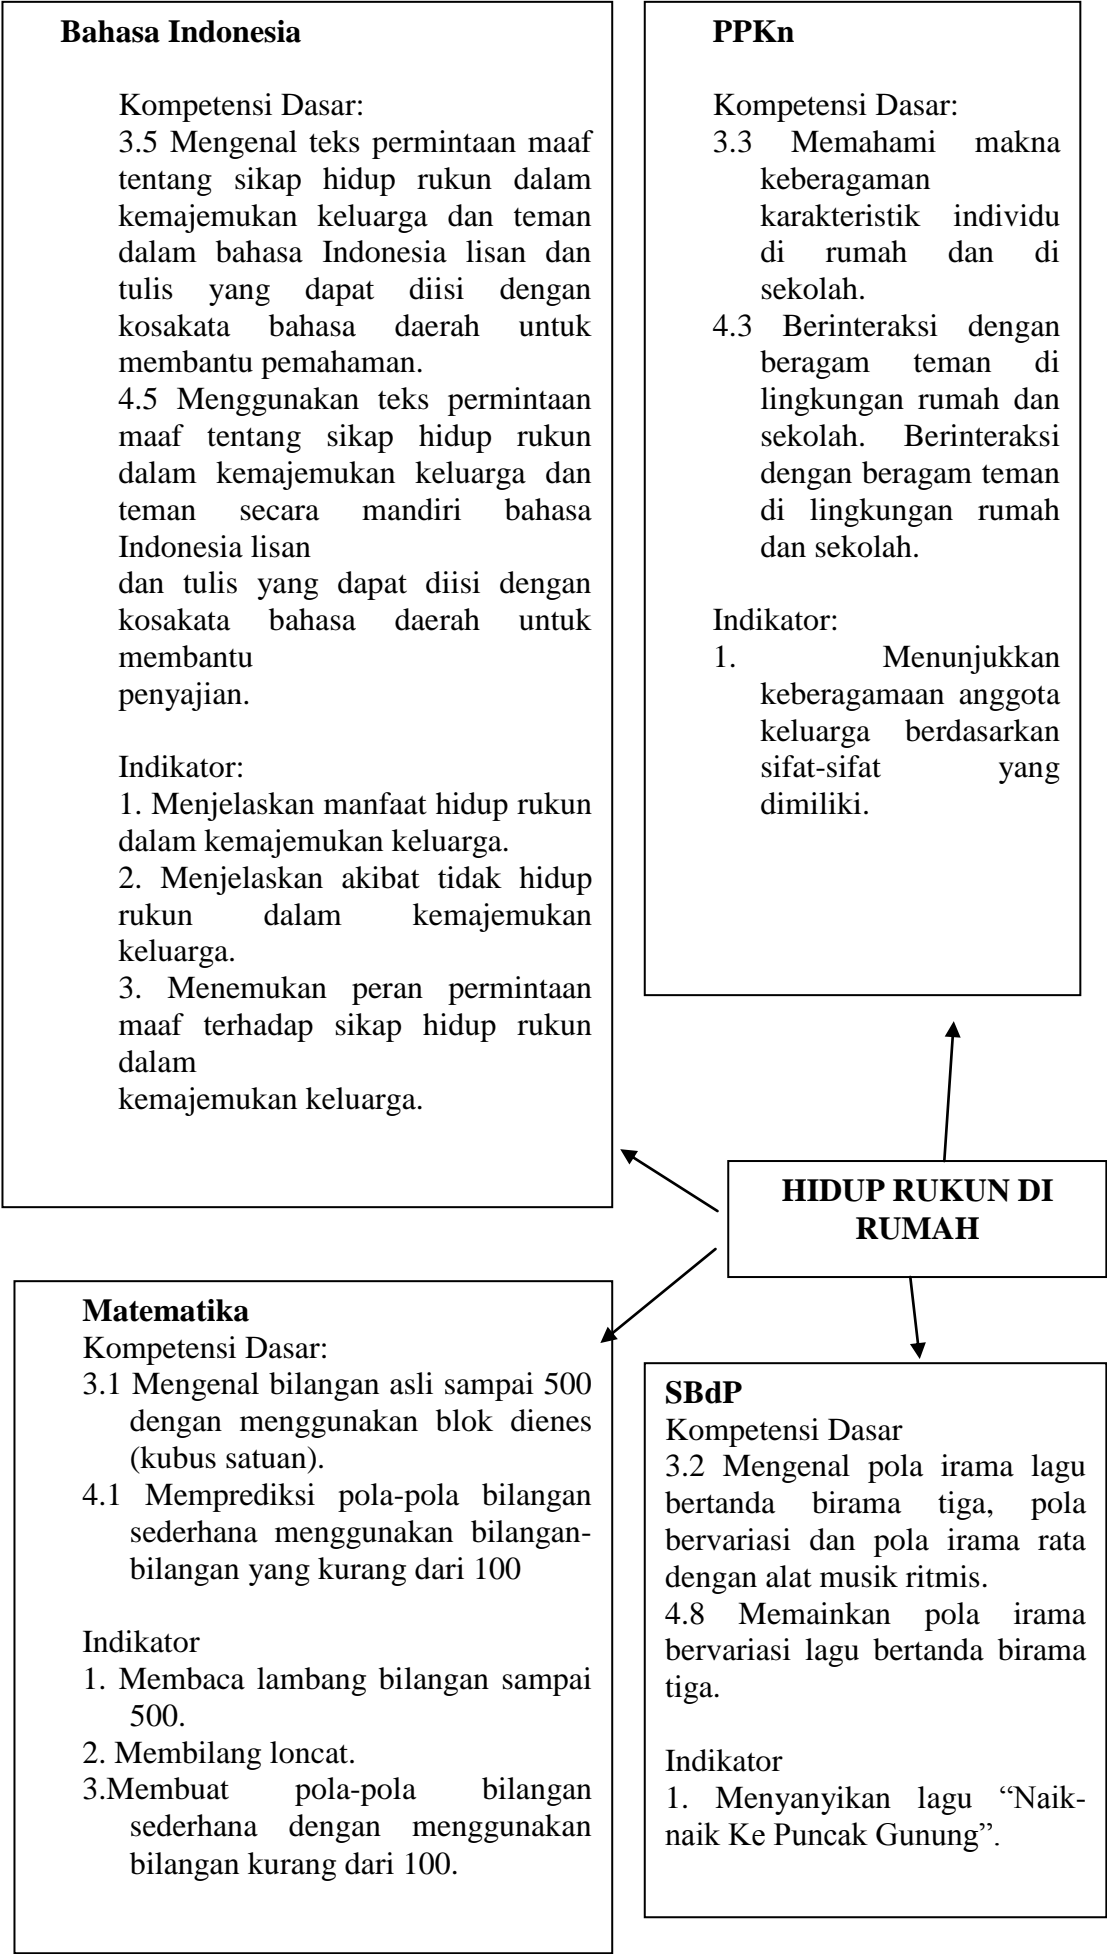 Bahasa Indonesia
Kompetensi Dasar:
3.5 Mengenal teks permintaan maaf
tentang sikap hidup rukun dalam
kemajemukan keluarga dan teman
dalam bahasa Indonesia lisan dan
tulis yang dapat diisi dengan
kosakata bahasa daerah untuk
membantu pemahaman.
4.5 Menggunakan teks permintaan
maaf tentang sikap hidup rukun
dalam kemajemukan keluarga dan
teman secara mandiri bahasa
Indonesia lisan
dan tulis yang dapat diisi dengan
kosakata bahasa daerah untuk
membantu
penyajian.
Indikator:
1. Menjelaskan manfaat hidup rukun
dalam kemajemukan keluarga.
2. Menjelaskan akibat tidak hidup
rukun dalam kemajemukan
keluarga.
3. Menemukan peran permintaan
maaf terhadap sikap hidup rukun
dalam
kemajemukan keluarga.
PPKn
Kompetensi Dasar:
3.3 Memahami makna
keberagaman
karakteristik individu
di rumah dan di
sekolah.
4.3 Berinteraksi dengan
beragam teman di
lingkungan rumah dan
sekolah. Berinteraksi
dengan beragam teman
di lingkungan rumah
dan sekolah.
Indikator:
1. Menunjukkan
keberagamaan anggota
keluarga berdasarkan
sifat-sifat yang
dimiliki.
HIDUP RUKUN DI
RUMAH
Matematika
Kompetensi Dasar:
3.1 Mengenal bilangan asli sampai 500
dengan menggunakan blok dienes
(kubus satuan).
4.1 Memprediksi pola-pola bilangan
sederhana menggunakan bilangan-
bilangan yang kurang dari 100
Indikator
1. Membaca lambang bilangan sampai
500.
2. Membilang loncat.
3.Membuat pola-pola bilangan
sederhana dengan menggunakan
bilangan kurang dari 100.
SBdP
Kompetensi Dasar
3.2 Mengenal pola irama lagu
bertanda birama tiga, pola
bervariasi dan pola irama rata
dengan alat musik ritmis.
4.8 Memainkan pola irama
bervariasi lagu bertanda birama
tiga.
Indikator
1. Menyanyikan lagu “Naik-
naik Ke Puncak Gunung”.